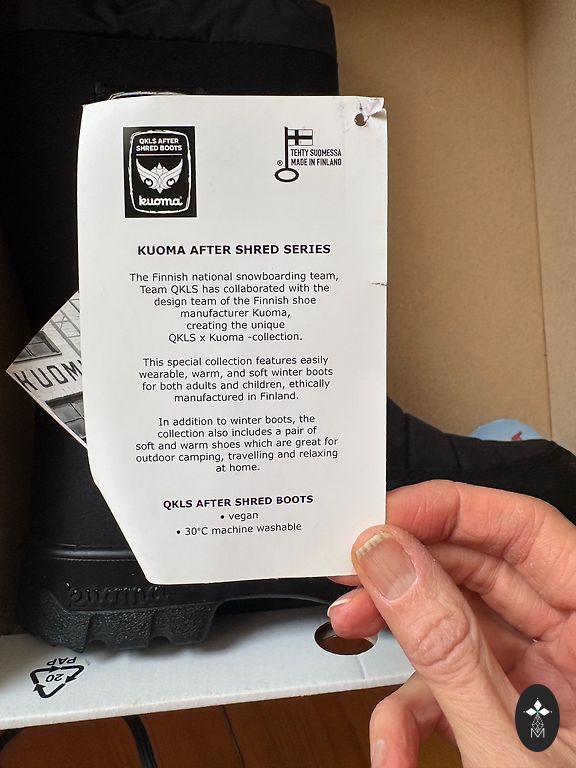 QKLS AFTER
SHRED BOOTS
kuoma
®
TEHTY SUOMESSA
MADE IN FINLAND
KUOMA AFTER SHRED SERIES
The Finnish national snowboarding team,
Team QKLS has collaborated with the
design team of the Finnish shoe
manufacturer Kuoma,
creating the unique
QKLS x Kuoma -collection.
This special collection features easily
wearable, warm, and soft winter boots
for both adults and children, ethically
manufactured in Finland.
In addition to winter boots, the
collection also includes a pair of
soft and warm shoes which are great for
outdoor camping, travelling and relaxing
at home.
QKLS AFTER SHRED BOOTS
• vegan
• 30°C machine washable
KUOM
kuoma
20
PAP
M